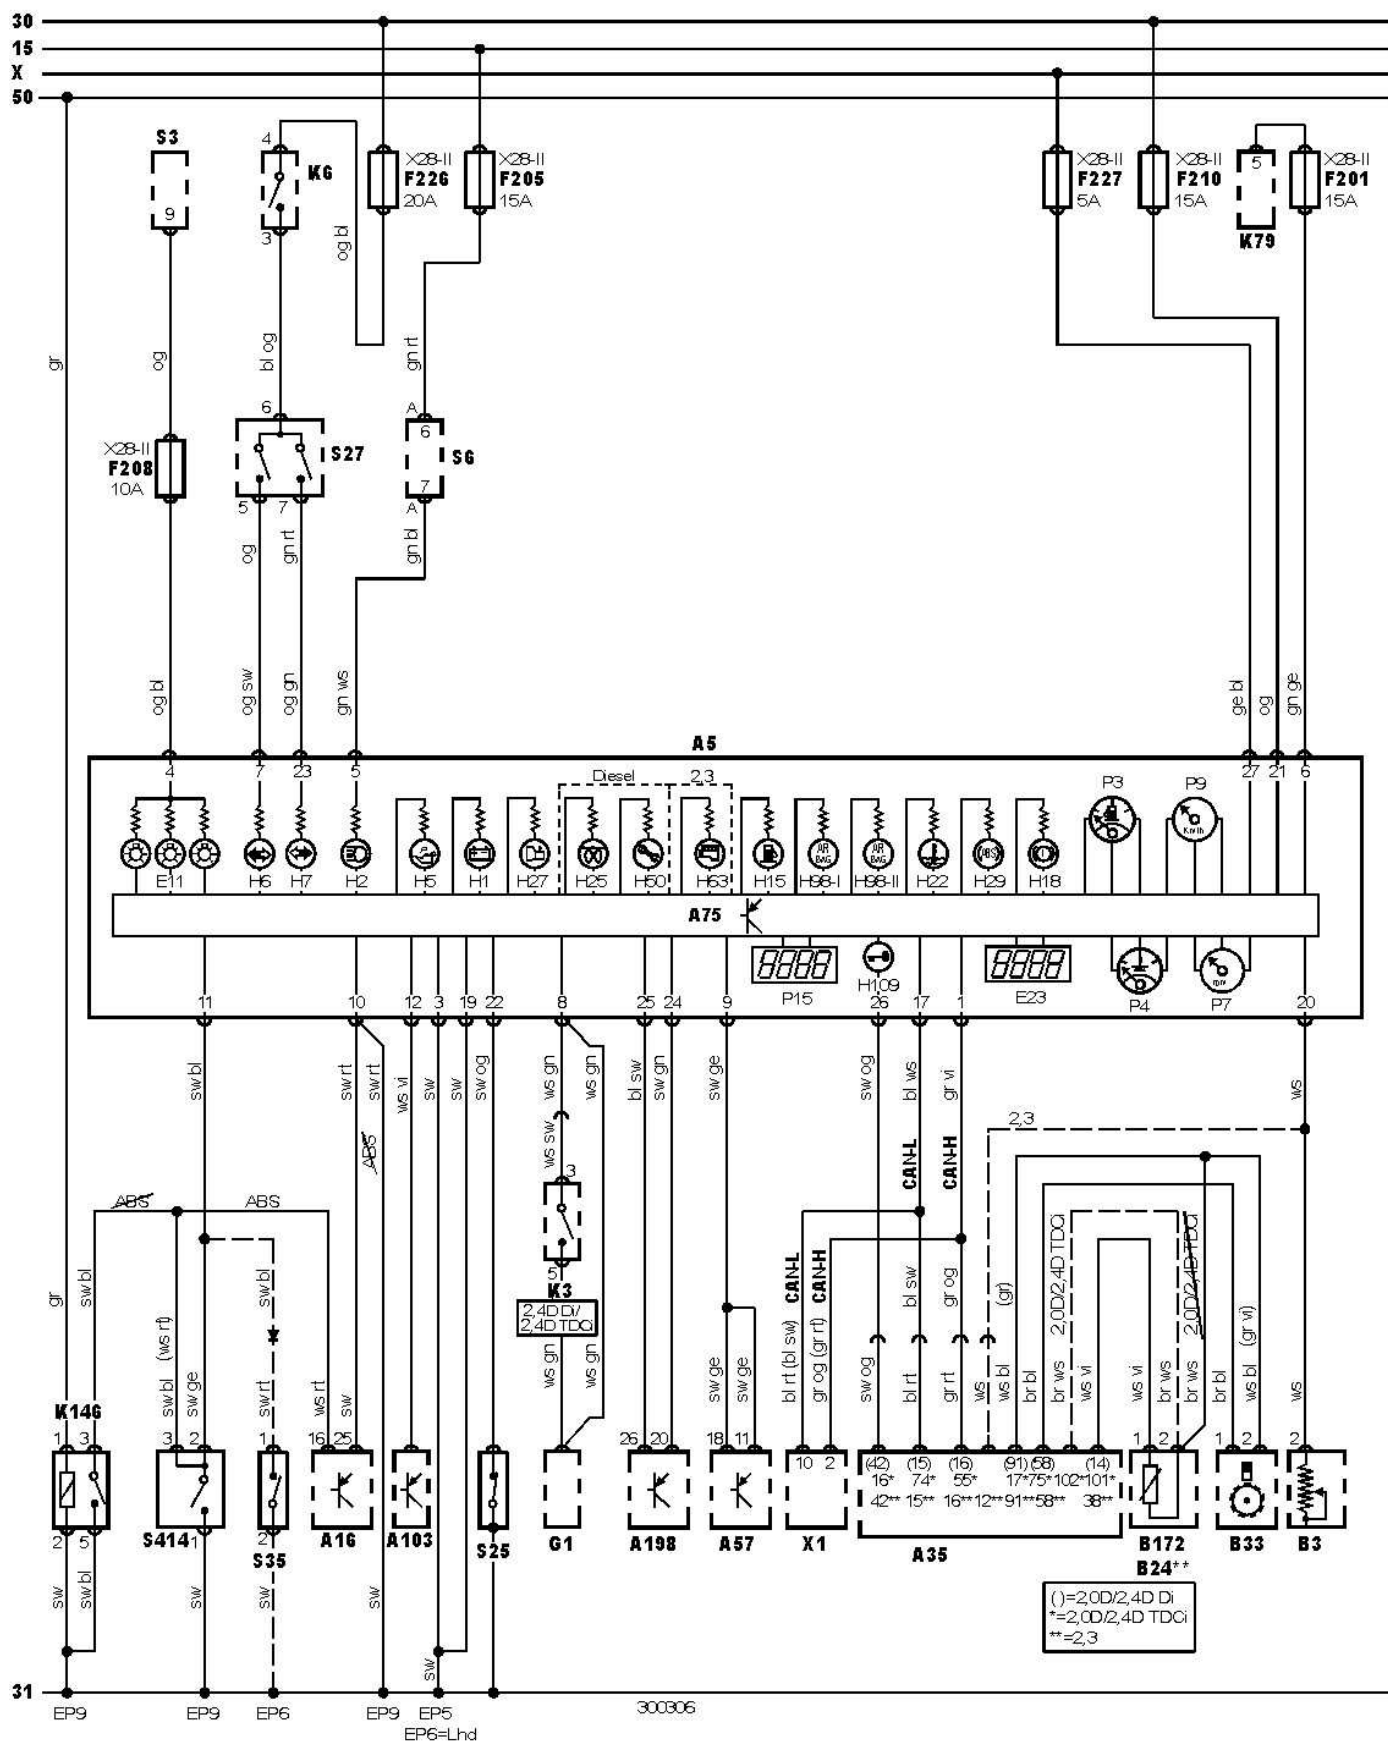 30
15
X
50
S3
9
4
K6
3
X28-II
F226
20A
X28-II
F205
15A
X28-II
F227
5A
X28-II
F210
15A
5
K79
X28-II
F201
15A
gr
og
bl og
og bl
gn rt
X28-II
F208
10A
6
S27
5
7
A
6
S6
7
A
og
gn rt
gn bl
og bl
og sw
og gn
gn ws
ge bl
og
gn ge
A5
4
7
23
5
27
21
6
Diesel
2,3
P3
P9
Km/h
AIR BAG
AIR BAG
ABS
E11
H6
H7
H2
H5
H1
H27
H25
H50
H63
H15
H98-I
H98-II
H22
H29
H18
A75
P15
H109
E23
P4
P7
11
10
12
3
19
22
8
25
24
9
26
17
1
20
sw bl
sw rt
sw rt
ws vi
sw
sw
sw og
ws gn
ws gn
bl sw
sw gn
sw ge
sw og
bl ws
gr vi
ws
2,3
ABS
ws sw
CAN-L
CAN-H
3
ABS
ABS
5
K3
2,4D Di/
2,4D TDCi
CAN-L
CAN-H
gr
sw bl
sw bl
bl sw
gr og
(gr)
2,0D/2,4D TDCi
2,0D/2,4D TDCi
sw bl (ws rt)
sw ge
sw rt
ws rt
sw
ws gn
ws gn
sw ge
sw ge
bl rt (bl sw)
gr og (gr rt)
sw og
bl rt
gr rt
ws
ws bl
br bl
br ws
ws vi
ws vi
br ws
br ws
br bl
ws bl (gr vi)
ws
K146
1
3
3
2
1
16
25
26
20
18
11
1
2
1
2
2
10
2
(42)
(15)
(16)
(91)
(58)
(14)
16*
74*
55*
17*
75*
102*
101*
42**
15**
16**
12**
91**
58**
38**
2
5
S414
1
2
S35
A16
A103
S25
G1
A198
A57
X1
A35
B172
B24**
B33
B3
sw
sw bl
sw
sw
sw
sw
()=2,0D/2,4D Di
*=2,0D/2,4D TDCi
**=2,3
31
EP9
EP9
EP6
EP9
EP5
EP6=Lhd
300306